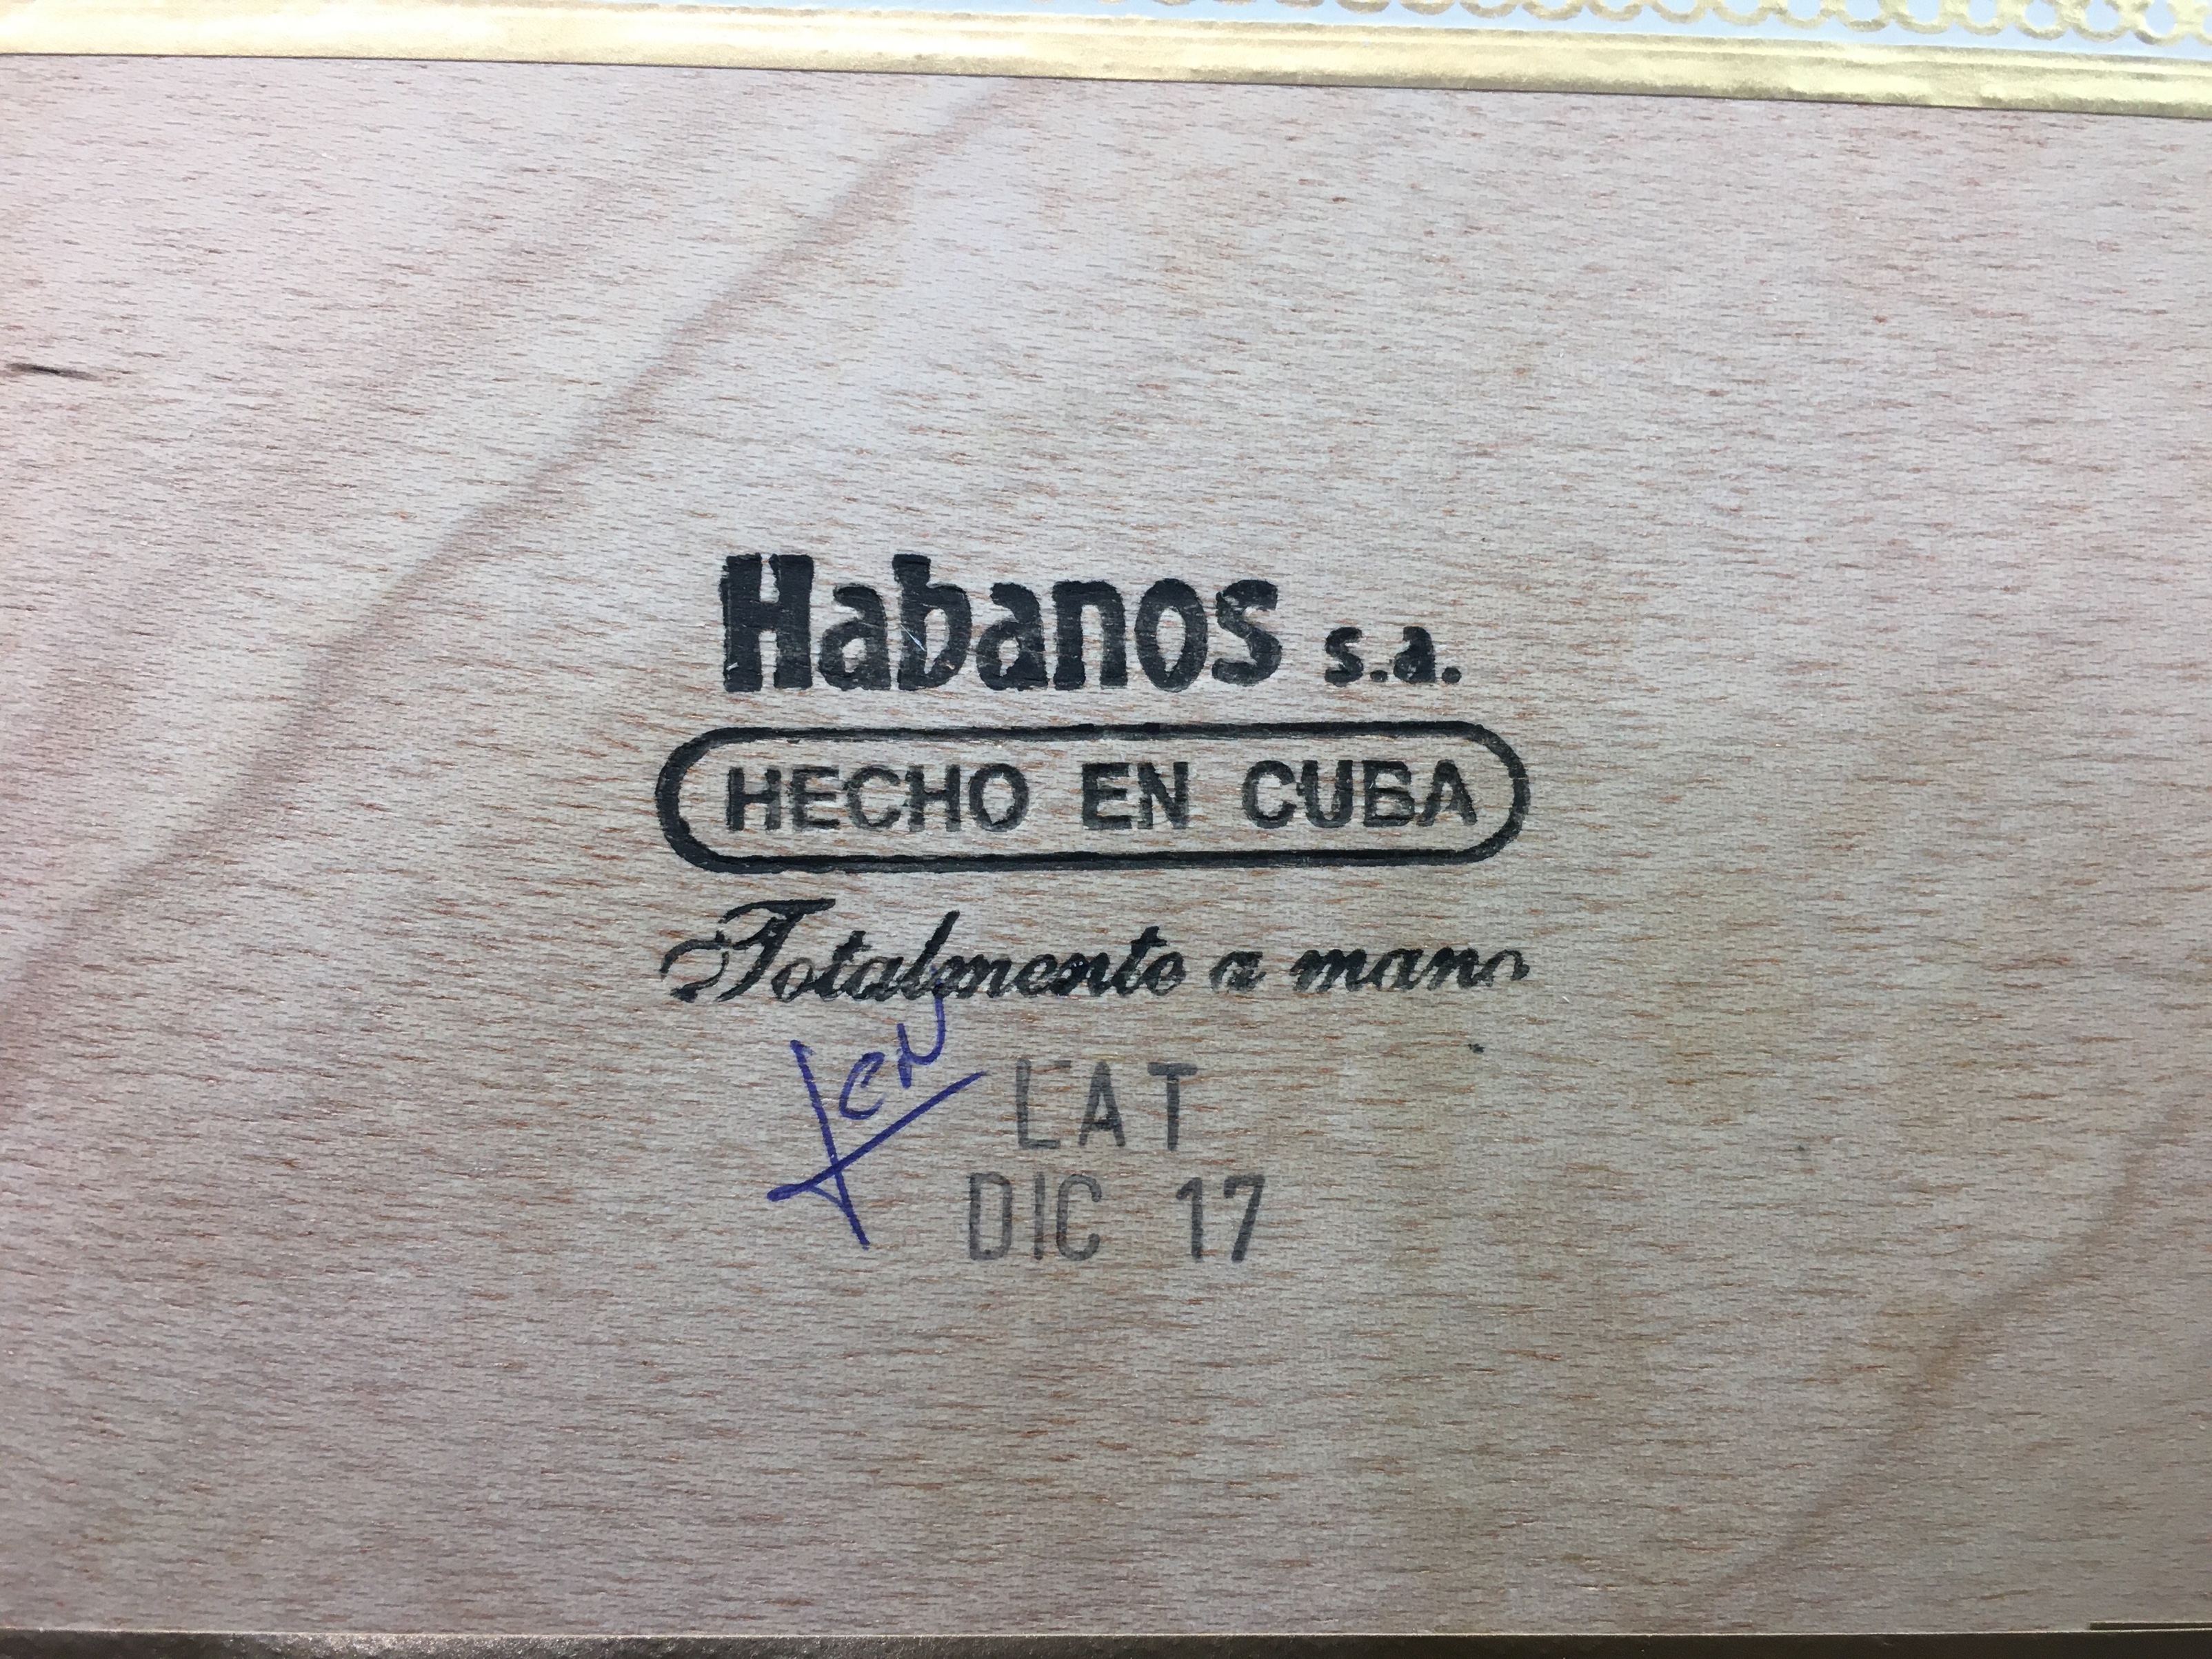 Habanos s.a.
HECHO EN CUBA
Totalmente a mano
LAT
DIC 17